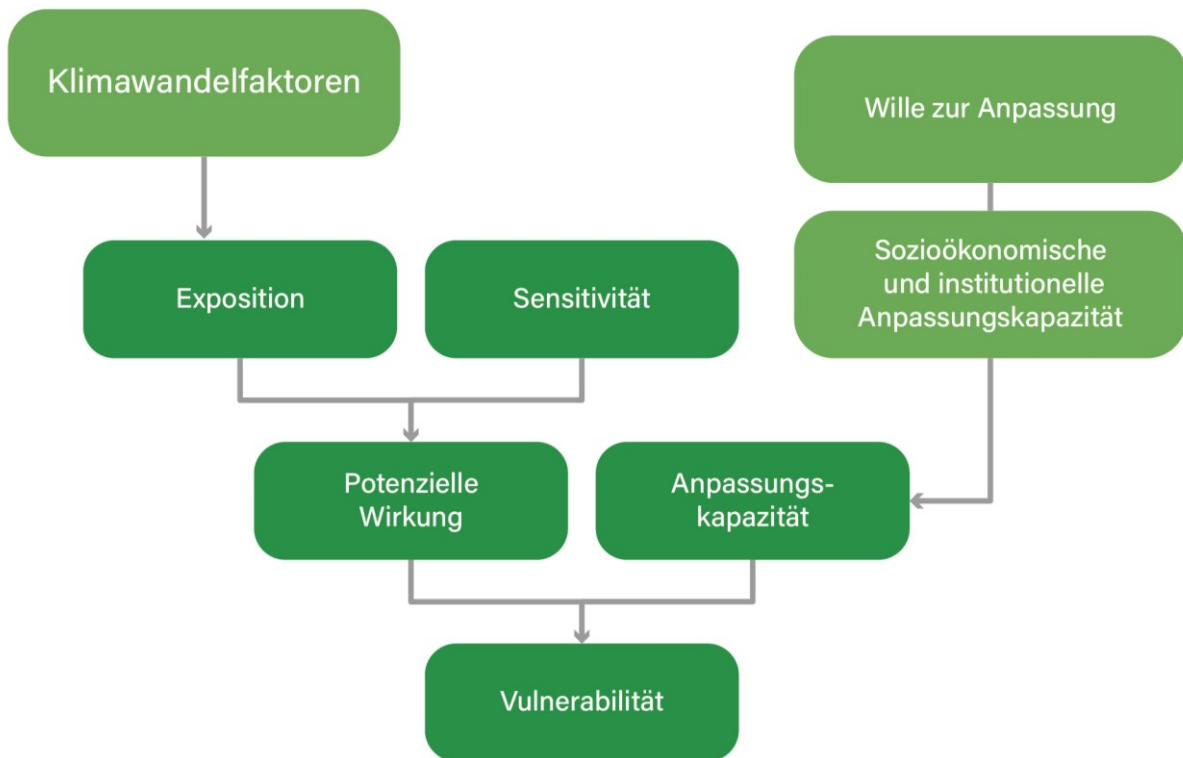 Klimawandelfaktoren
Wille zur Anpassung
Exposition
Sensitivität
Sozioökonomische
und institutionelle
Anpassungskapazität
Potenzielle
Wirkung
Anpassungs-
kapazität
Vulnerabilität